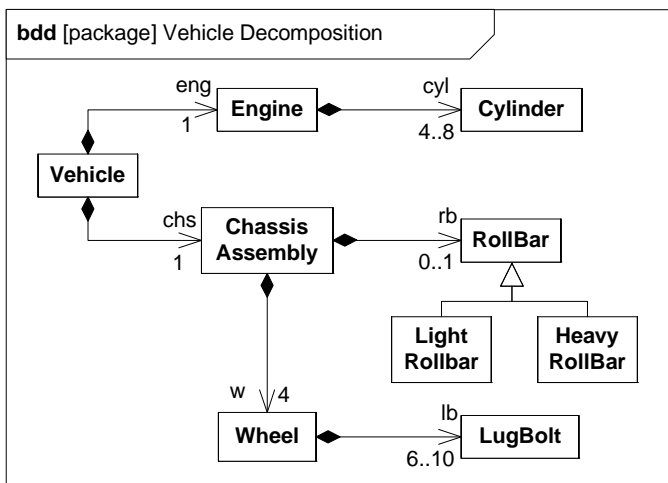 bdd [package] Vehicle Decomposition
eng
1
Engine
cyl
4..8
Cylinder
Vehicle
chs
1
Chassis
Assembly
rb
0..1
RollBar
Light
Rollbar
Heavy
RollBar
w
4
Wheel
lb
6..10
LugBolt